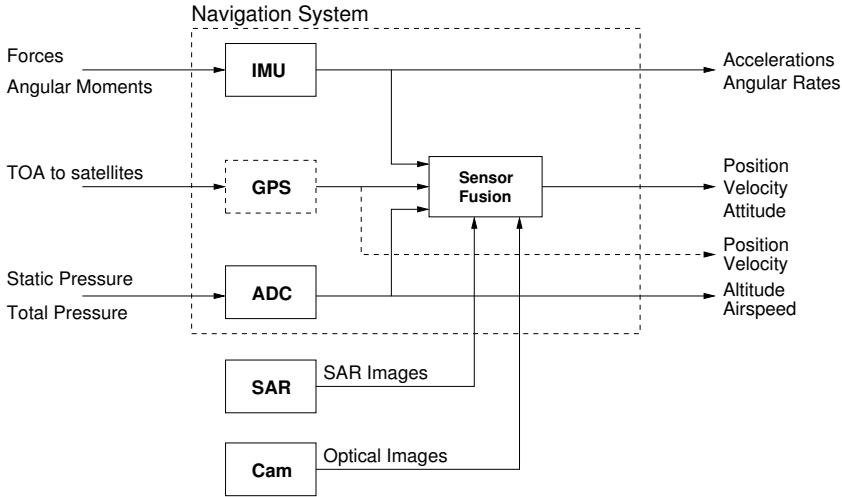 Navigation System
Forces
Angular Moments
IMU
Accelerations
Angular Rates
TOA to satellites
GPS
Sensor
Fusion
Position
Velocity
Attitude
Position
Velocity
Static Pressure
Total Pressure
ADC
Altitude
Airspeed
SAR
SAR Images
Cam
Optical Images